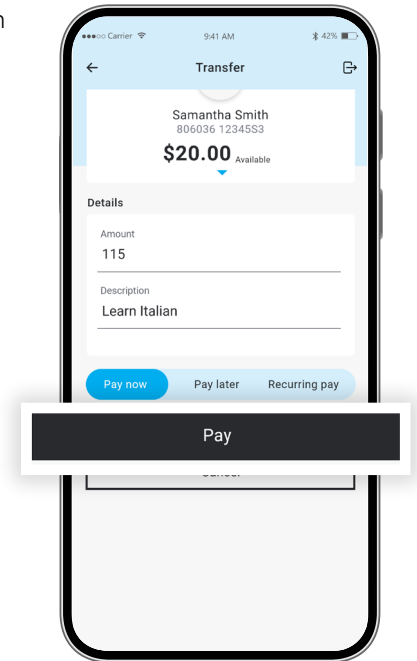 Carrier 9:41 AM 42%
Transfer
Samantha Smith
806036 12345S3
$20.00 Available
Details
Amount
115
Description
Learn Italian
Pay now Pay later Recurring pay
Pay